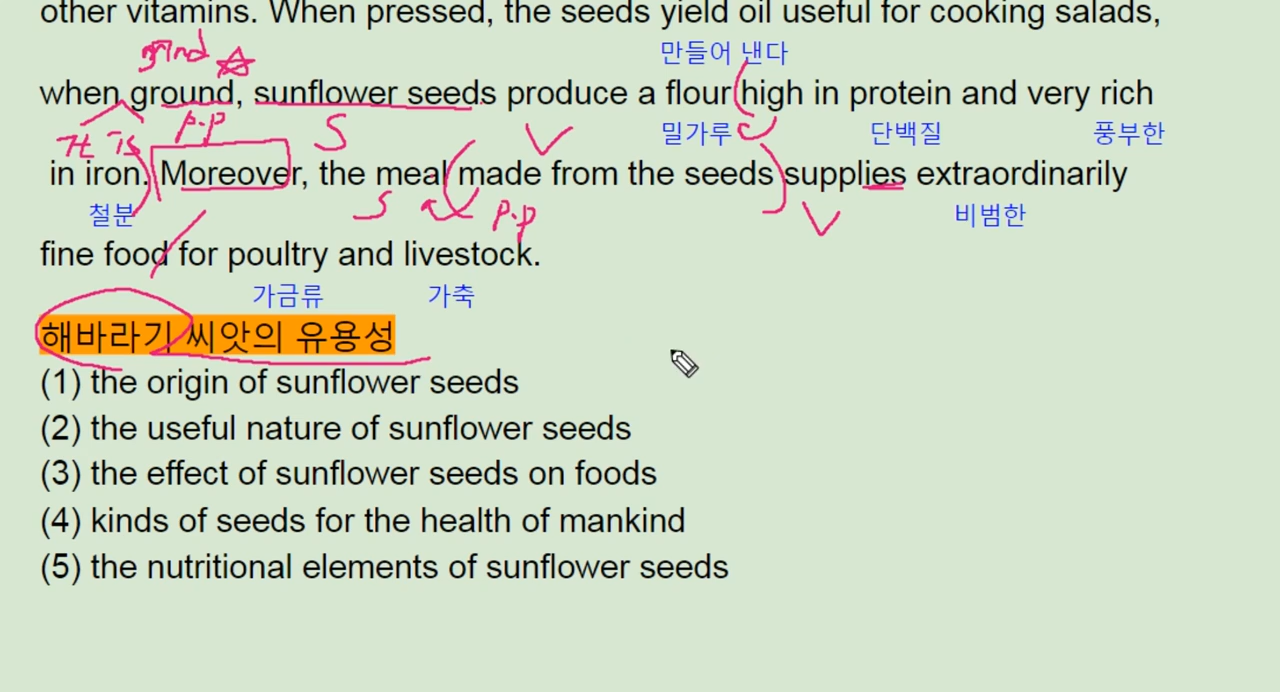 other vitamins. When pressed, the seeds yield oil useful for cooking salads,
grind
만들어 낸다
when ground, sunflower seeds produce a flour high in protein and very rich
it is p.p S V 밀가루 단백질 풍부한
in iron. Moreover, the meal made from the seeds supplies extraordinarily
철분 S p.p V 비범한
fine food for poultry and livestock.
가금류 가축
해바라기 씨앗의 유용성
(1) the origin of sunflower seeds
(2) the useful nature of sunflower seeds
(3) the effect of sunflower seeds on foods
(4) kinds of seeds for the health of mankind
(5) the nutritional elements of sunflower seeds